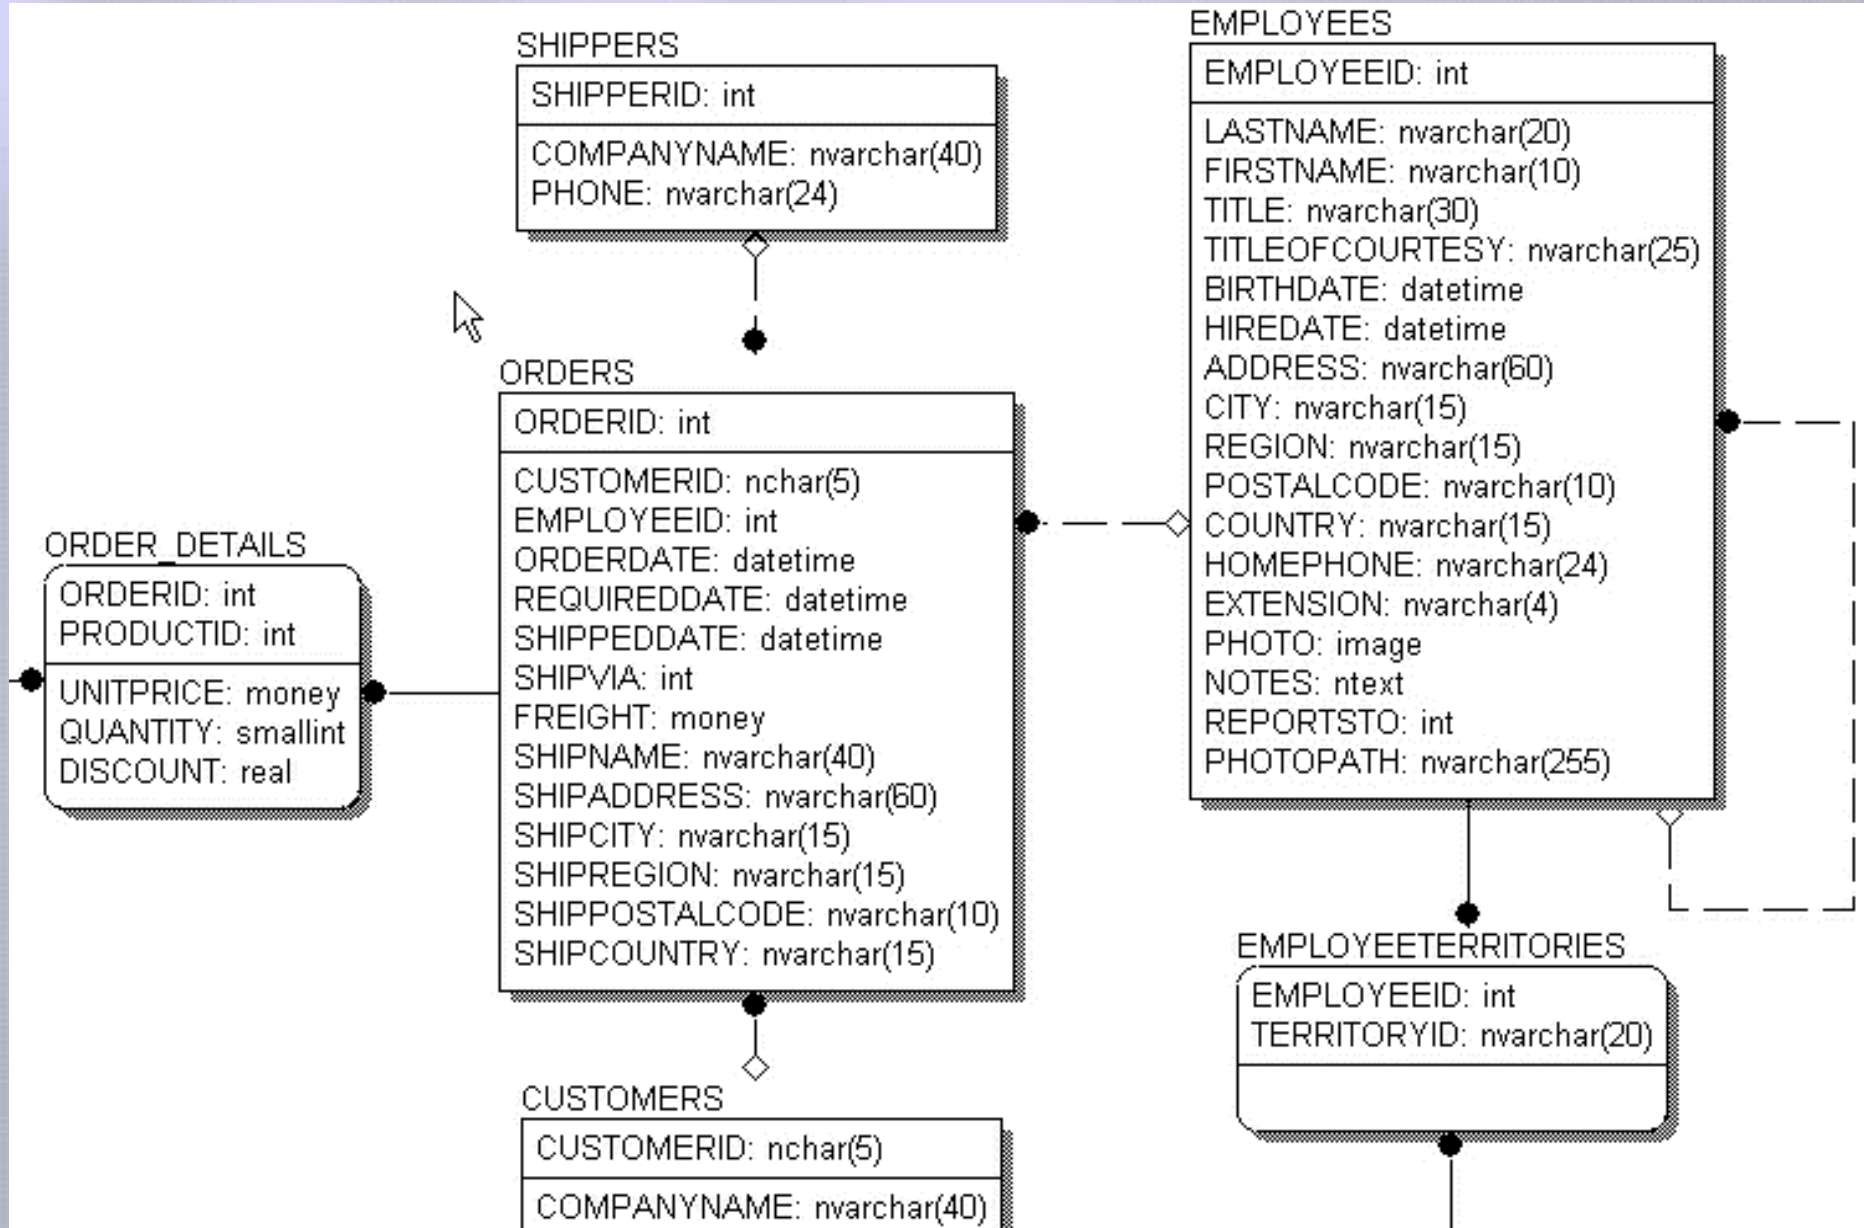 SHIPPERS
SHIPPERID: int
COMPANYNAME: nvarchar(40)
PHONE: nvarchar(24)
EMPLOYEES
EMPLOYEEID: int
LASTNAME: nvarchar(20)
FIRSTNAME: nvarchar(10)
TITLE: nvarchar(30)
TITLEOFCOURTESY: nvarchar(25)
BIRTHDATE: datetime
HIREDATE: datetime
ADDRESS: nvarchar(60)
CITY: nvarchar(15)
REGION: nvarchar(15)
POSTALCODE: nvarchar(10)
COUNTRY: nvarchar(15)
HOMEPHONE: nvarchar(24)
EXTENSION: nvarchar(4)
PHOTO: image
NOTES: ntext
REPORTSTO: int
PHOTOPATH: nvarchar(255)
ORDERS
ORDERID: int
CUSTOMERID: nchar(5)
EMPLOYEEID: int
ORDERDATE: datetime
REQUIREDDATE: datetime
SHIPPEDDATE: datetime
SHIPVIA: int
FREIGHT: money
SHIPNAME: nvarchar(40)
SHIPADDRESS: nvarchar(60)
SHIPCITY: nvarchar(15)
SHIPREGION: nvarchar(15)
SHIPPOSTALCODE: nvarchar(10)
SHIPCOUNTRY: nvarchar(15)
ORDER_DETAILS
ORDERID: int
PRODUCTID: int
UNITPRICE: money
QUANTITY: smallint
DISCOUNT: real
EMPLOYEETERRITORIES
EMPLOYEEID: int
TERRITORYID: nvarchar(20)
CUSTOMERS
CUSTOMERID: nchar(5)
COMPANYNAME: nvarchar(40)